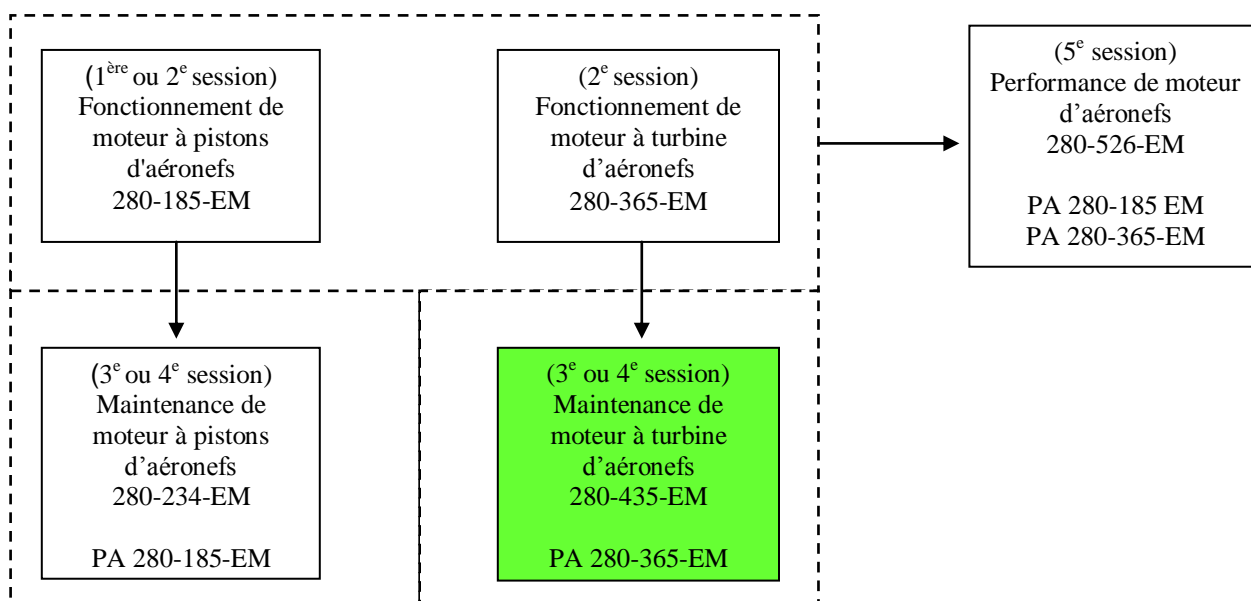 (1ère ou 2e session)
Fonctionnement de
moteur à pistons
d'aéronefs
280-185-EM
(2e session)
Fonctionnement de
moteur à turbine
d’aéronefs
280-365-EM
(5e session)
Performance de moteur
d’aéronefs
280-526-EM
PA 280-185 EM
PA 280-365-EM
(3e ou 4e session)
Maintenance de
moteur à pistons
d’aéronefs
280-234-EM
PA 280-185-EM
(3e ou 4e session)
Maintenance de
moteur à turbine
d’aéronefs
280-435-EM
PA 280-365-EM